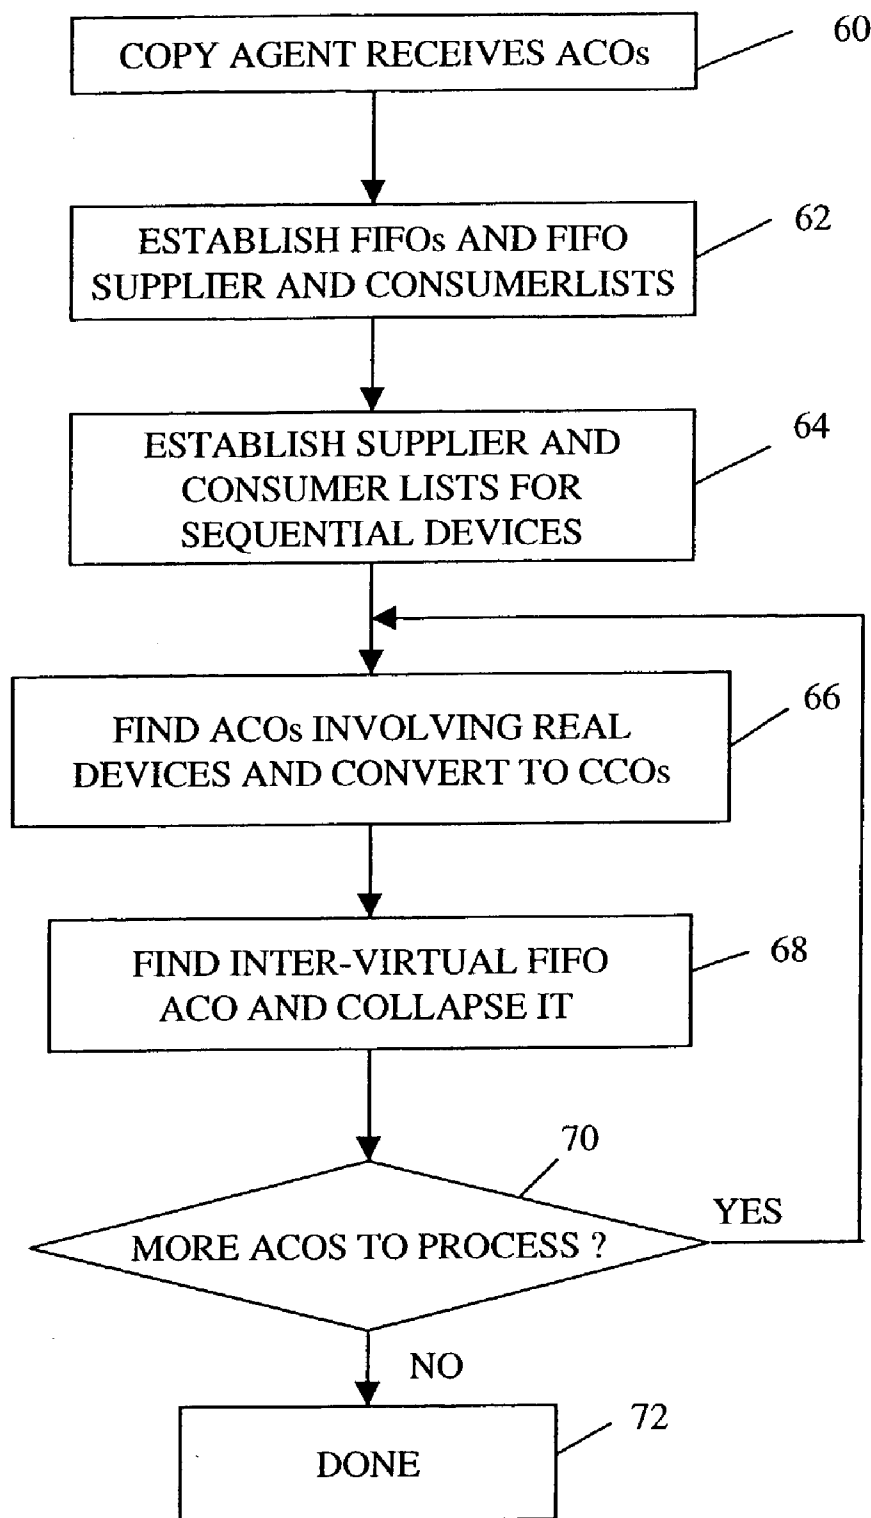 COPY AGENT RECEIVES ACOs
60
ESTABLISH FIFOs AND FIFO
SUPPLIER AND CONSUMERLISTS
62
ESTABLISH SUPPLIER AND
CONSUMER LISTS FOR
SEQUENTIAL DEVICES
64
FIND ACOs INVOLVING REAL
DEVICES AND CONVERT TO CCOs
66
FIND INTER-VIRTUAL FIFO
ACO AND COLLAPSE IT
68
70
MORE ACOS TO PROCESS ?
YES
NO
DONE
72